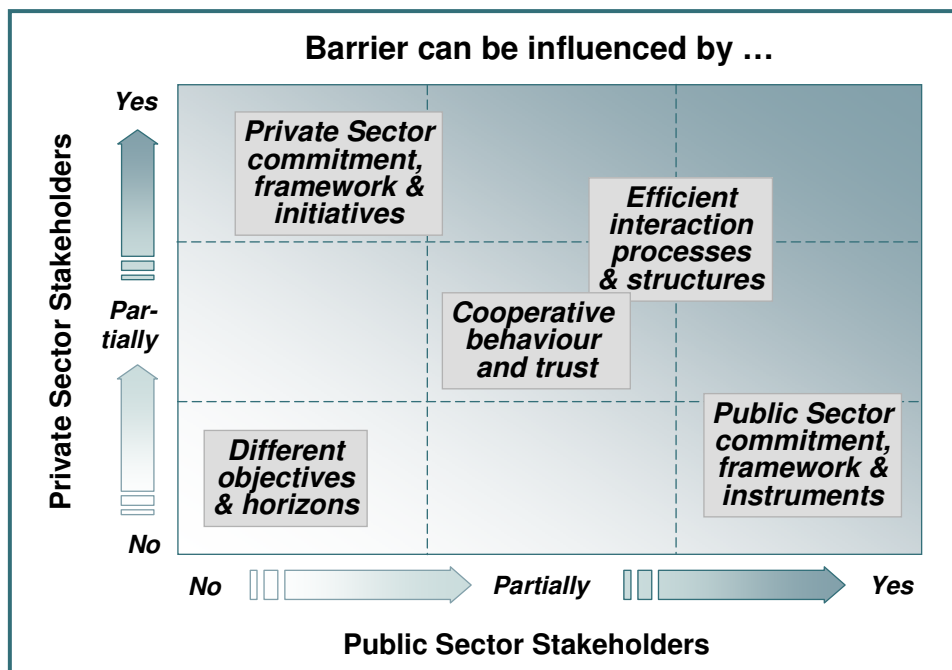 Barrier can be influenced by …
Private Sector Stakeholders
Yes
Par-
tially
No
Private Sector
commitment,
framework &
initiatives
Efficient
interaction
processes
& structures
Cooperative
behaviour
and trust
Different
objectives
& horizons
Public Sector
commitment,
framework &
instruments
No
Partially
Yes
Public Sector Stakeholders